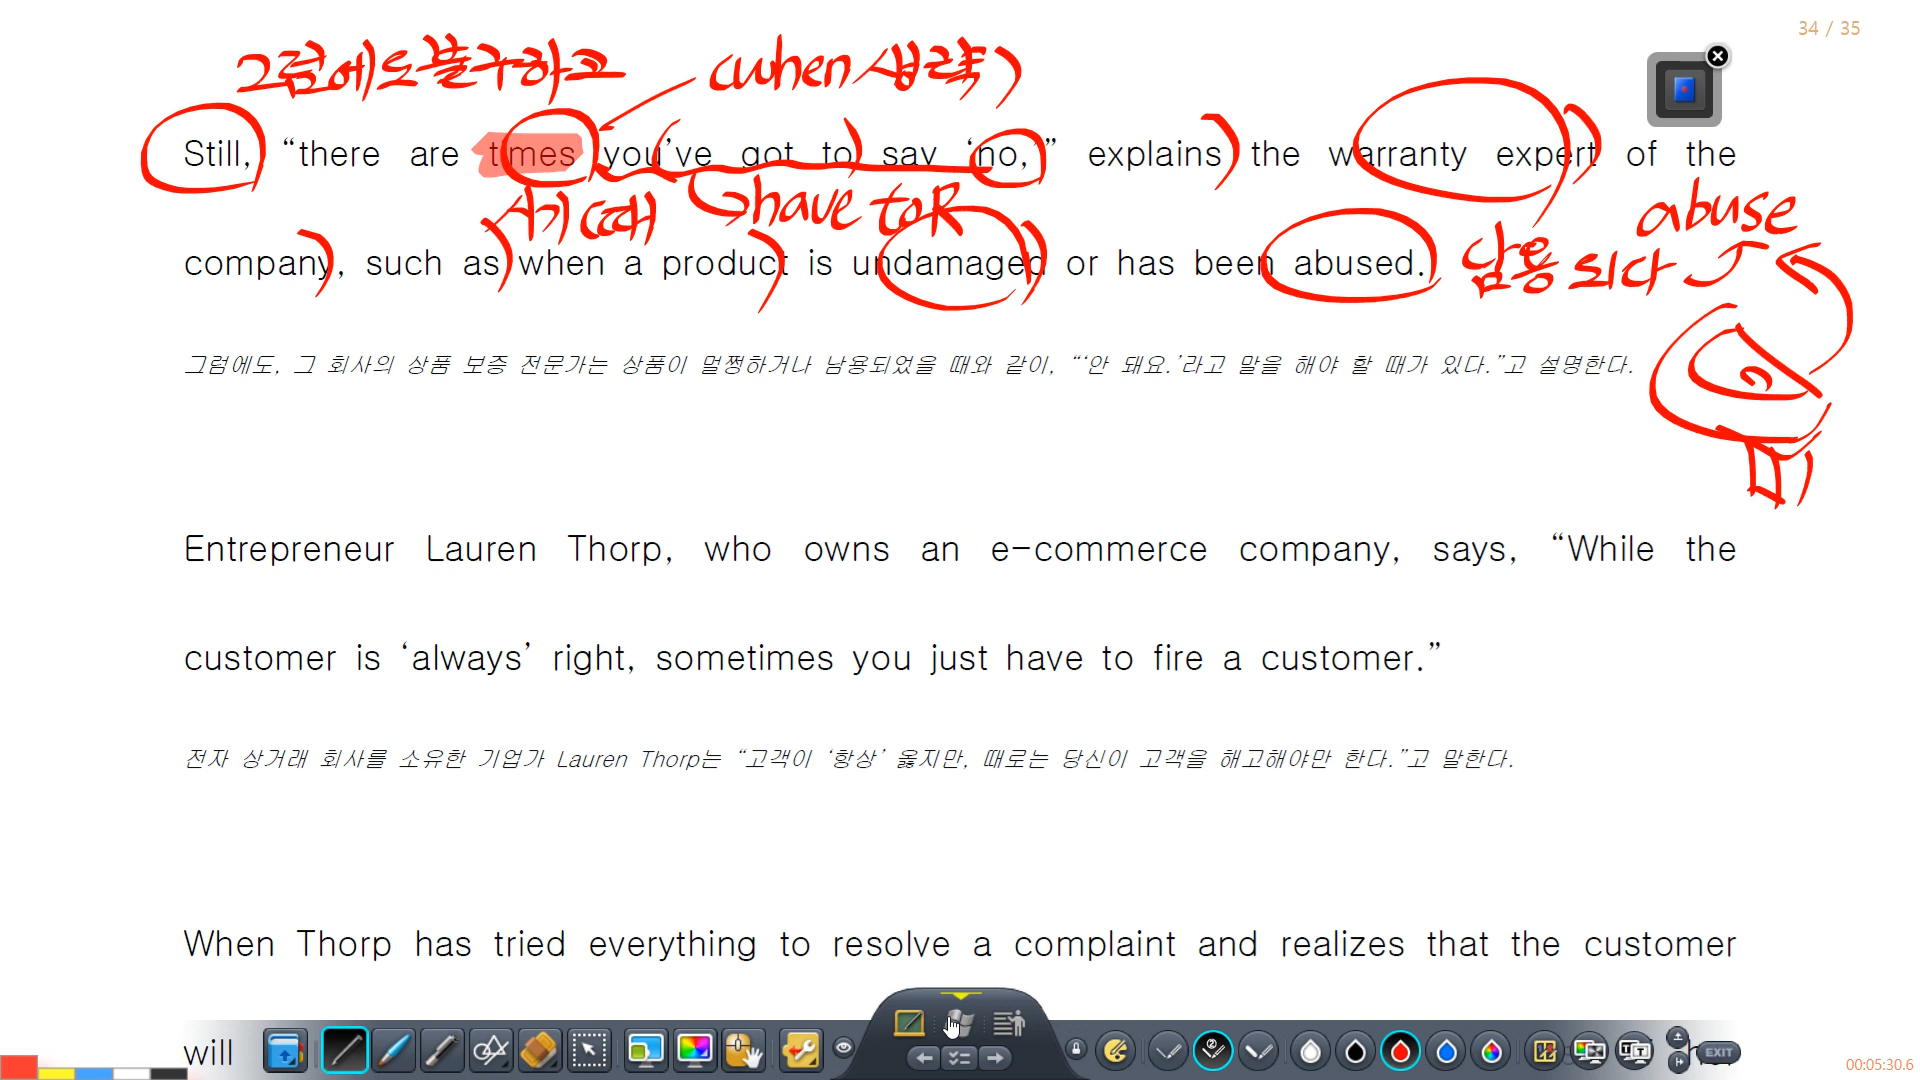 34 / 35
그럼에도불구하고 (when 생략)
Still, “there are times you’ve got to say ‘no,’” explains the warranty expert of the
시기 때 have to R abuse
company, such as when a product is undamaged or has been abused. 남용되다
그럼에도, 그 회사의 상품 보증 전문가는 상품이 멀쩡하거나 남용되었을 때와 같이, “‘안 돼요.’라고 말을 해야 할 때가 있다.”고 설명한다.
Entrepreneur Lauren Thorp, who owns an e-commerce company, says, “While the
customer is ‘always’ right, sometimes you just have to fire a customer.”
전자 상거래 회사를 소유한 기업가 Lauren Thorp는 “고객이 ‘항상’ 옳지만, 때로는 당신이 고객을 해고해야만 한다.”고 말한다.
When Thorp has tried everything to resolve a complaint and realizes that the customer
will
EXIT
00:05:30.6